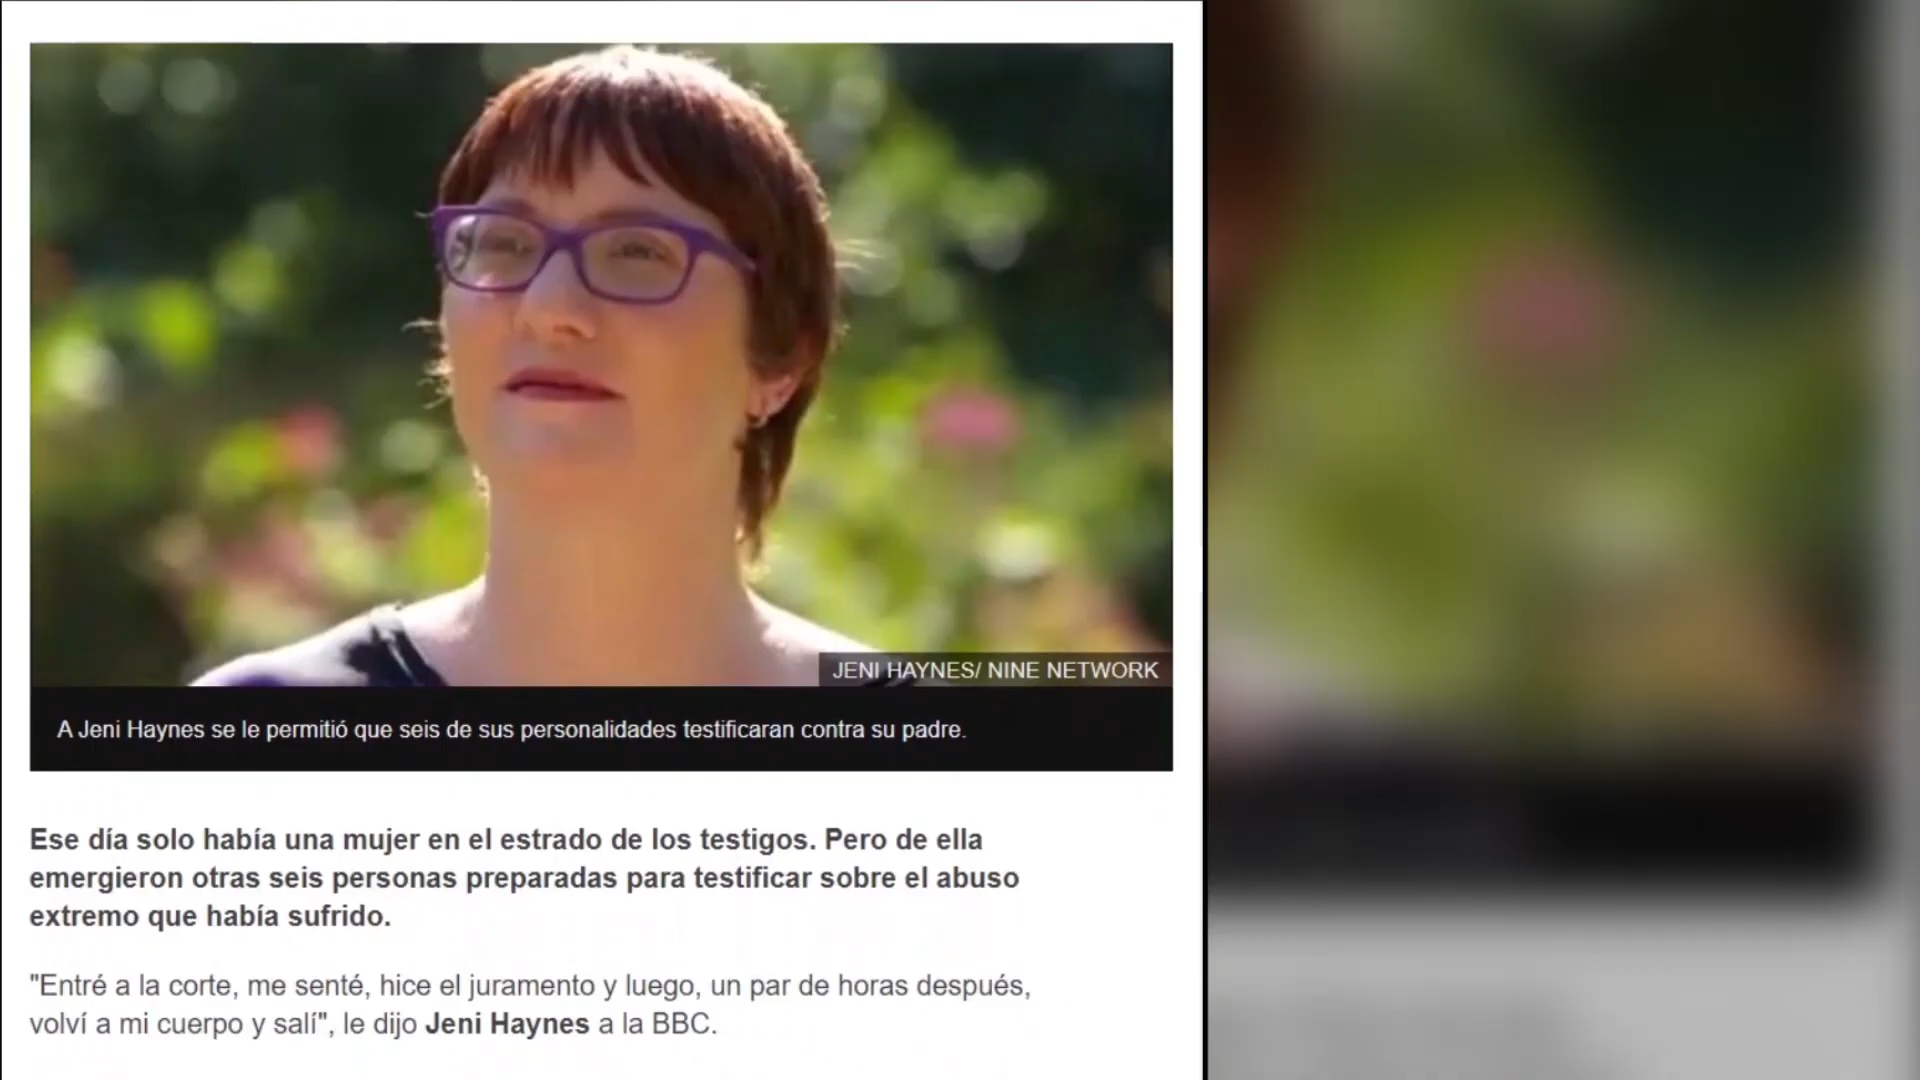 JENI HAYNES/ NINE NETWORK
A Jeni Haynes se le permitió que seis de sus personalidades testificaran contra su padre.
Ese día solo había una mujer en el estrado de los testigos. Pero de ella
emergieron otras seis personas preparadas para testificar sobre el abuso
extremo que había sufrido.
"Entré a la corte, me senté, hice el juramento y luego, un par de horas después,
volví a mi cuerpo y salí", le dijo Jeni Haynes a la BBC.